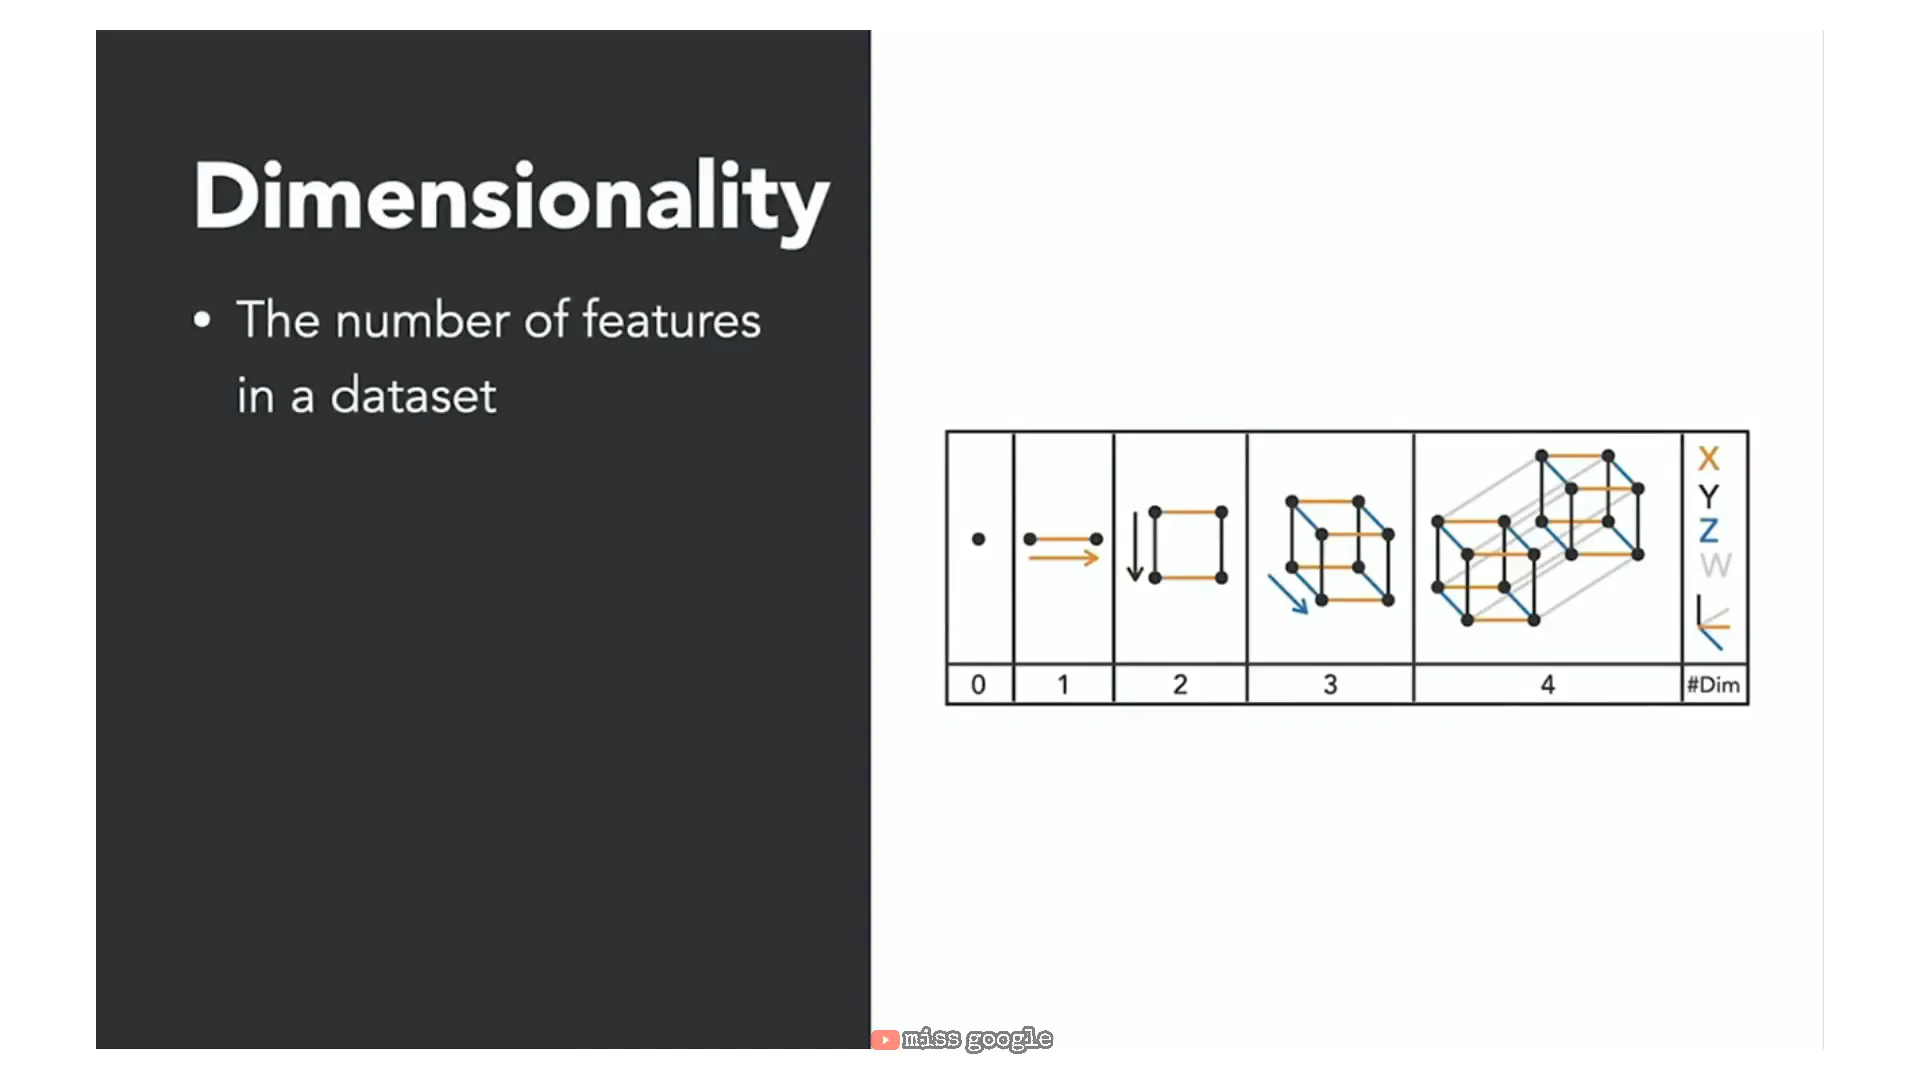 Dimensionality
• The number of features
in a dataset
X
Y
Z
W
0 1 2 3 4 #Dim
miss google